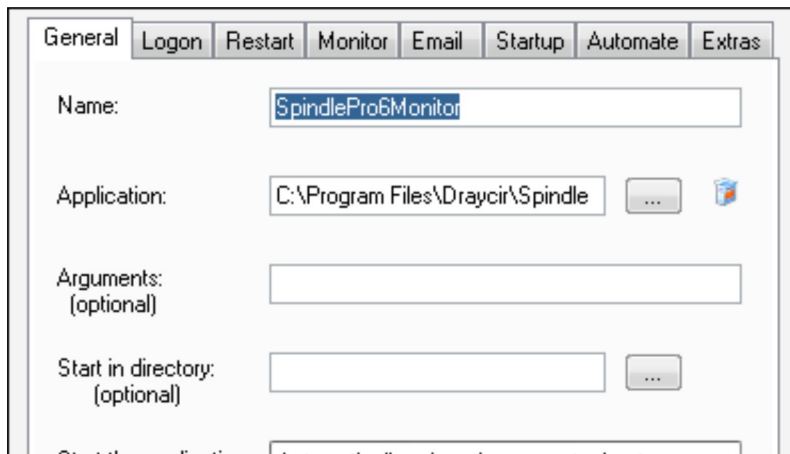 General Logon Restart Monitor Email Startup Automate Extras
Name: SpindlePro6Monitor
Application: C:\Program Files\Draycir\Spindle ...
Arguments:
(optional)
Start in directory: ...
(optional)